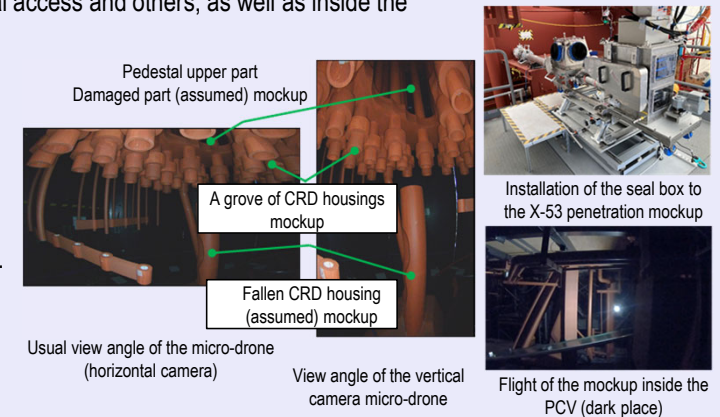 al access and others, as well as inside the
Pedestal upper part
Damaged part (assumed) mockup
A grove of CRD housings
mockup
Fallen CRD housing
(assumed) mockup
Usual view angle of the micro-drone
(horizontal camera)
View angle of the vertical
camera micro-drone
Installation of the seal box to
the X-53 penetration mockup
Flight of the mockup inside the
PCV (dark place)